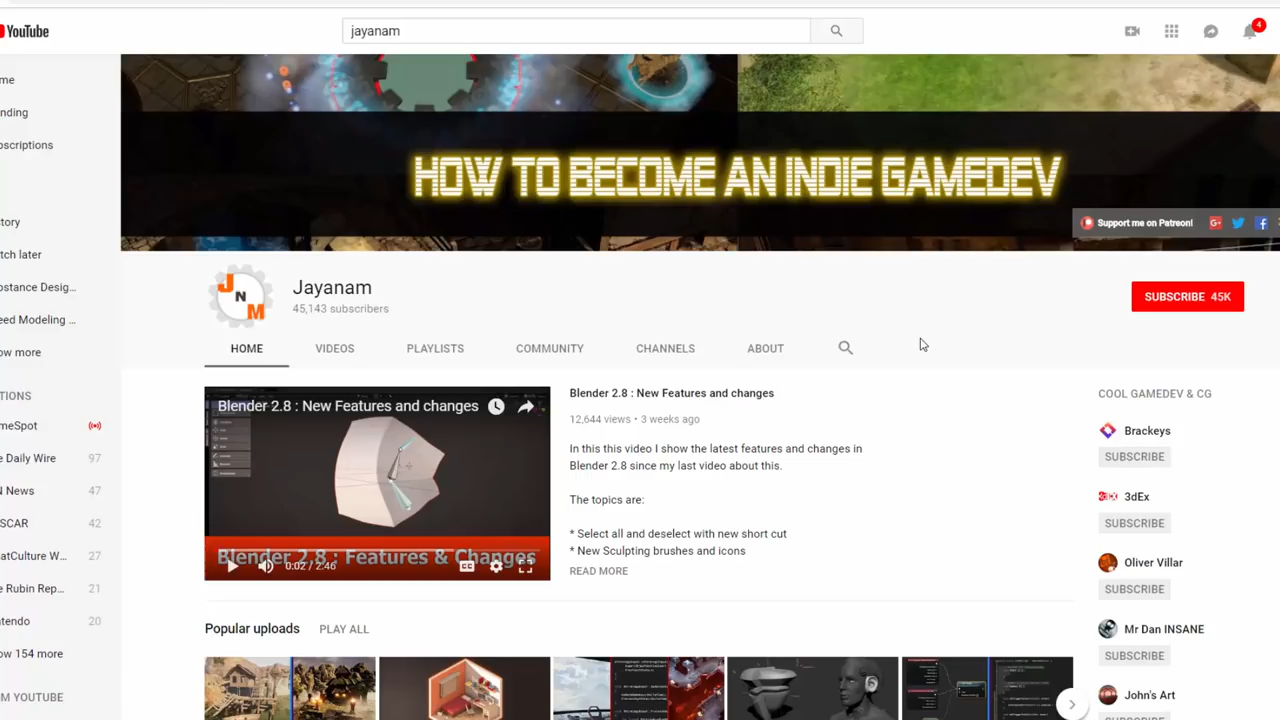 YouTube
jayanam
4
me
nding
bscriptions
tory
tch later
bstance Desig...
eed Modeling ...
ow more
TIONS
meSpot
e Daily Wire 97
N News 47
SCAR 42
atCulture W... 27
e Rubin Rep... 21
tendo 20
ow 154 more
M YOUTUBE
HOW TO BECOME AN INDIE GAMEDEV
Support me on Patreon!
G+
JNM
Jayanam
45,143 subscribers
SUBSCRIBE 45K
HOME VIDEOS PLAYLISTS COMMUNITY CHANNELS ABOUT
Blender 2.8 : New Features and changes
Blender 2.8 : Features & Changes
0:02 / 2:46
Blender 2.8 : New Features and changes
12,644 views • 3 weeks ago
In this this video I show the latest features and changes in
Blender 2.8 since my last video about this.
The topics are:
* Select all and deselect with new short cut
* New Sculpting brushes and icons
READ MORE
COOL GAMEDEV & CG
Brackeys
SUBSCRIBE
3dEx
SUBSCRIBE
Oliver Villar
SUBSCRIBE
Mr Dan INSANE
SUBSCRIBE
John's Art
Popular uploads PLAY ALL